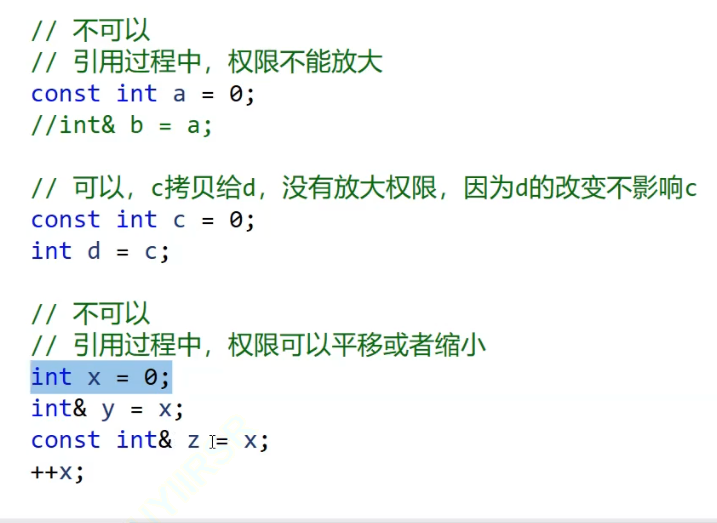 // 不可以
// 引用过程中，权限不能放大
const int a = 0;
//int& b = a;
// 可以，c拷贝给d，没有放大权限，因为d的改变不影响c
const int c = 0;
int d = c;
// 不可以
// 引用过程中，权限可以平移或者缩小
int x = 0;
int& y = x;
const int& z = x;
++x;